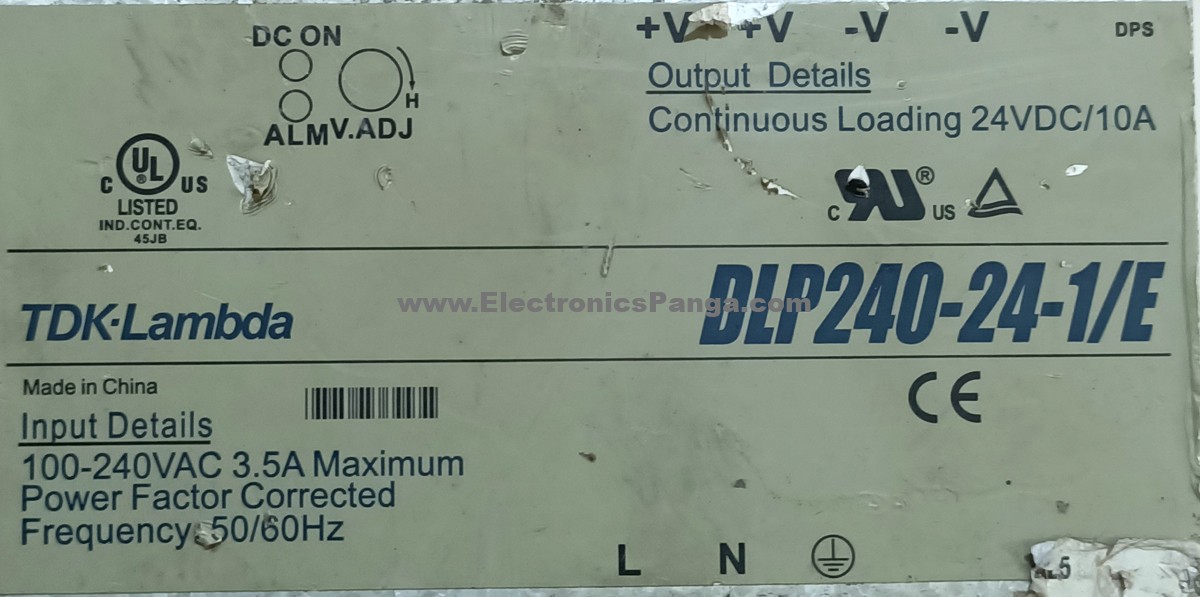 DC ON
H
ALM V.ADJ
+V +V -V -V
DPS
Output Details
Continuous Loading 24VDC/10A
C UL ® US
LISTED
IND.CONT.EQ.
45JB
C ® US
www.ElectronicsPanga.com
TDK·Lambda
DLP240-24-1/E
Made in China
CE
Input Details
100-240VAC 3.5A Maximum
Power Factor Corrected
Frequency 50/60Hz
L N